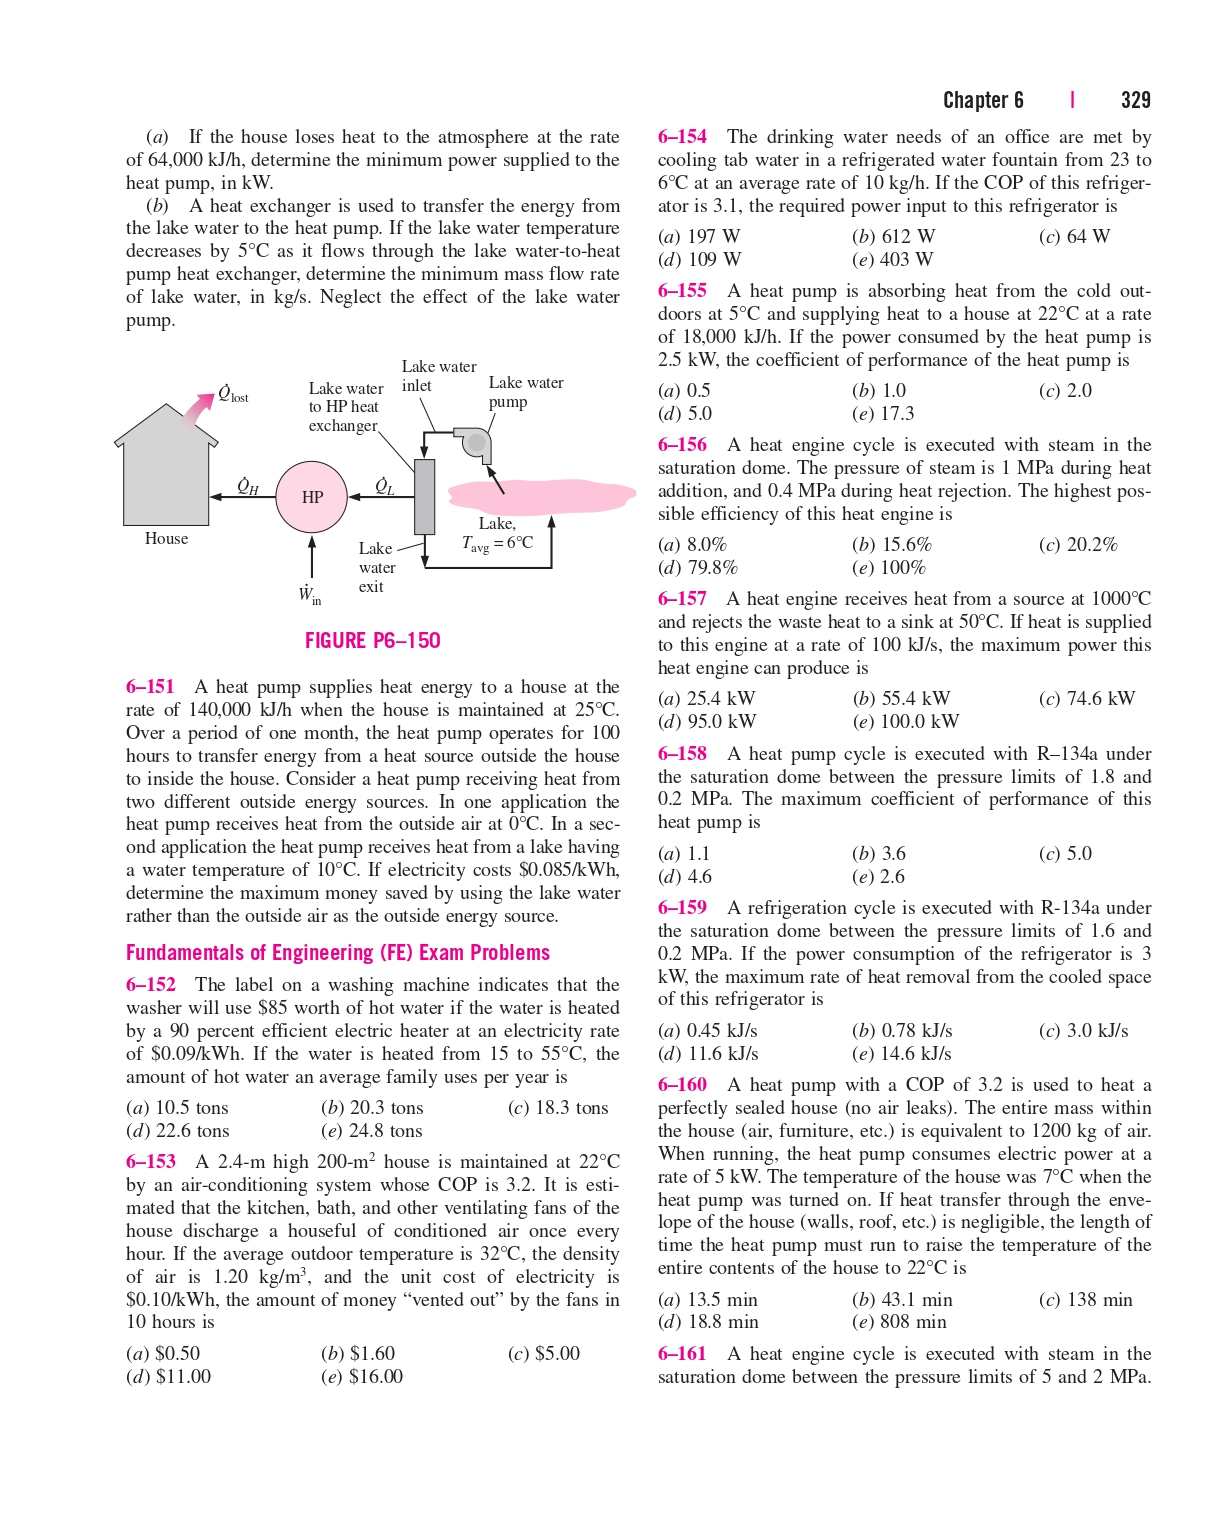 Chapter 6 | 329
(a) If the house loses heat to the atmosphere at the rate
of 64,000 kJ/h, determine the minimum power supplied to the
heat pump, in kW.
(b) A heat exchanger is used to transfer the energy from
the lake water to the heat pump. If the lake water temperature
decreases by 5°C as it flows through the lake water-to-heat
pump heat exchanger, determine the minimum mass flow rate
of lake water, in kg/s. Neglect the effect of the lake water
pump.
Lake water
inlet
Lake water
pump
Lake water
to HP heat
exchanger
Q̇lost
Q̇H
HP
Q̇L
House
Lake,
Tavg = 6°C
Lake
water
exit
Ẇin
FIGURE P6–150
6–151 A heat pump supplies heat energy to a house at the
rate of 140,000 kJ/h when the house is maintained at 25°C.
Over a period of one month, the heat pump operates for 100
hours to transfer energy from a heat source outside the house
to inside the house. Consider a heat pump receiving heat from
two different outside energy sources. In one application the
heat pump receives heat from the outside air at 0°C. In a sec-
ond application the heat pump receives heat from a lake having
a water temperature of 10°C. If electricity costs $0.085/kWh,
determine the maximum money saved by using the lake water
rather than the outside air as the outside energy source.
Fundamentals of Engineering (FE) Exam Problems
6–152 The label on a washing machine indicates that the
washer will use $85 worth of hot water if the water is heated
by a 90 percent efficient electric heater at an electricity rate
of $0.09/kWh. If the water is heated from 15 to 55°C, the
amount of hot water an average family uses per year is
(a) 10.5 tons (b) 20.3 tons (c) 18.3 tons
(d) 22.6 tons (e) 24.8 tons
6–153 A 2.4-m high 200-m² house is maintained at 22°C
by an air-conditioning system whose COP is 3.2. It is esti-
mated that the kitchen, bath, and other ventilating fans of the
house discharge a houseful of conditioned air once every
hour. If the average outdoor temperature is 32°C, the density
of air is 1.20 kg/m³, and the unit cost of electricity is
$0.10/kWh, the amount of money “vented out” by the fans in
10 hours is
(a) $0.50 (b) $1.60 (c) $5.00
(d) $11.00 (e) $16.00
6–154 The drinking water needs of an office are met by
cooling tab water in a refrigerated water fountain from 23 to
6°C at an average rate of 10 kg/h. If the COP of this refriger-
ator is 3.1, the required power input to this refrigerator is
(a) 197 W (b) 612 W (c) 64 W
(d) 109 W (e) 403 W
6–155 A heat pump is absorbing heat from the cold out-
doors at 5°C and supplying heat to a house at 22°C at a rate
of 18,000 kJ/h. If the power consumed by the heat pump is
2.5 kW, the coefficient of performance of the heat pump is
(a) 0.5 (b) 1.0 (c) 2.0
(d) 5.0 (e) 17.3
6–156 A heat engine cycle is executed with steam in the
saturation dome. The pressure of steam is 1 MPa during heat
addition, and 0.4 MPa during heat rejection. The highest pos-
sible efficiency of this heat engine is
(a) 8.0% (b) 15.6% (c) 20.2%
(d) 79.8% (e) 100%
6–157 A heat engine receives heat from a source at 1000°C
and rejects the waste heat to a sink at 50°C. If heat is supplied
to this engine at a rate of 100 kJ/s, the maximum power this
heat engine can produce is
(a) 25.4 kW (b) 55.4 kW (c) 74.6 kW
(d) 95.0 kW (e) 100.0 kW
6–158 A heat pump cycle is executed with R–134a under
the saturation dome between the pressure limits of 1.8 and
0.2 MPa. The maximum coefficient of performance of this
heat pump is
(a) 1.1 (b) 3.6 (c) 5.0
(d) 4.6 (e) 2.6
6–159 A refrigeration cycle is executed with R-134a under
the saturation dome between the pressure limits of 1.6 and
0.2 MPa. If the power consumption of the refrigerator is 3
kW, the maximum rate of heat removal from the cooled space
of this refrigerator is
(a) 0.45 kJ/s (b) 0.78 kJ/s (c) 3.0 kJ/s
(d) 11.6 kJ/s (e) 14.6 kJ/s
6–160 A heat pump with a COP of 3.2 is used to heat a
perfectly sealed house (no air leaks). The entire mass within
the house (air, furniture, etc.) is equivalent to 1200 kg of air.
When running, the heat pump consumes electric power at a
rate of 5 kW. The temperature of the house was 7°C when the
heat pump was turned on. If heat transfer through the enve-
lope of the house (walls, roof, etc.) is negligible, the length of
time the heat pump must run to raise the temperature of the
entire contents of the house to 22°C is
(a) 13.5 min (b) 43.1 min (c) 138 min
(d) 18.8 min (e) 808 min
6–161 A heat engine cycle is executed with steam in the
saturation dome between the pressure limits of 5 and 2 MPa.